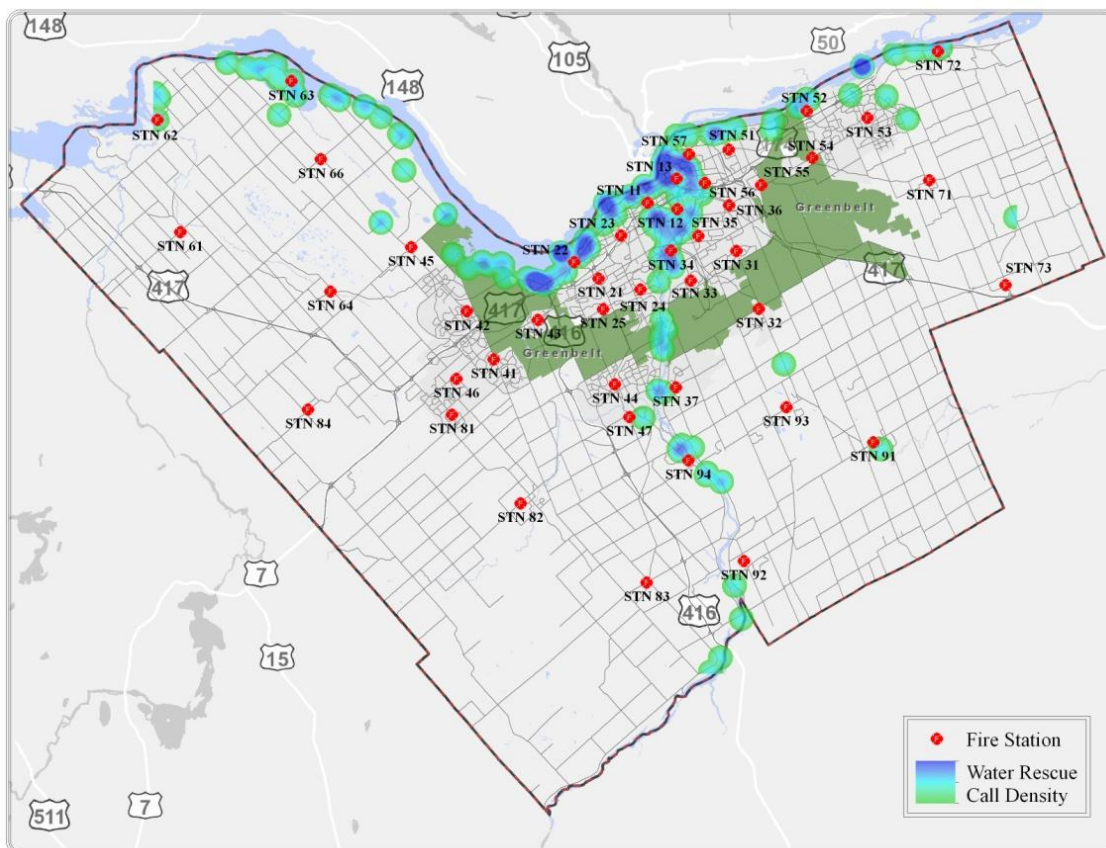 148
50
105
STN 72
148
STN 63
STN 52
STN 62
STN 53
STN 57
STN 51
174
STN 54
STN 66
STN 13
STN 55
STN 71
STN 11
STN 56
STN 36
Greenbelt
STN 23
STN 12
STN 35
STN 61
STN 45
STN 22
STN 34
STN 31
417
417
STN 73
STN 64
STN 21
STN 33
STN 24
417
STN 42
STN 25
STN 32
STN 43
416
Greenbelt
STN 41
STN 46
STN 44
STN 37
STN 84
STN 81
STN 47
STN 93
STN 91
STN 94
STN 82
7
STN 92
STN 83
416
15
Fire Station
Water Rescue
Call Density
7
511